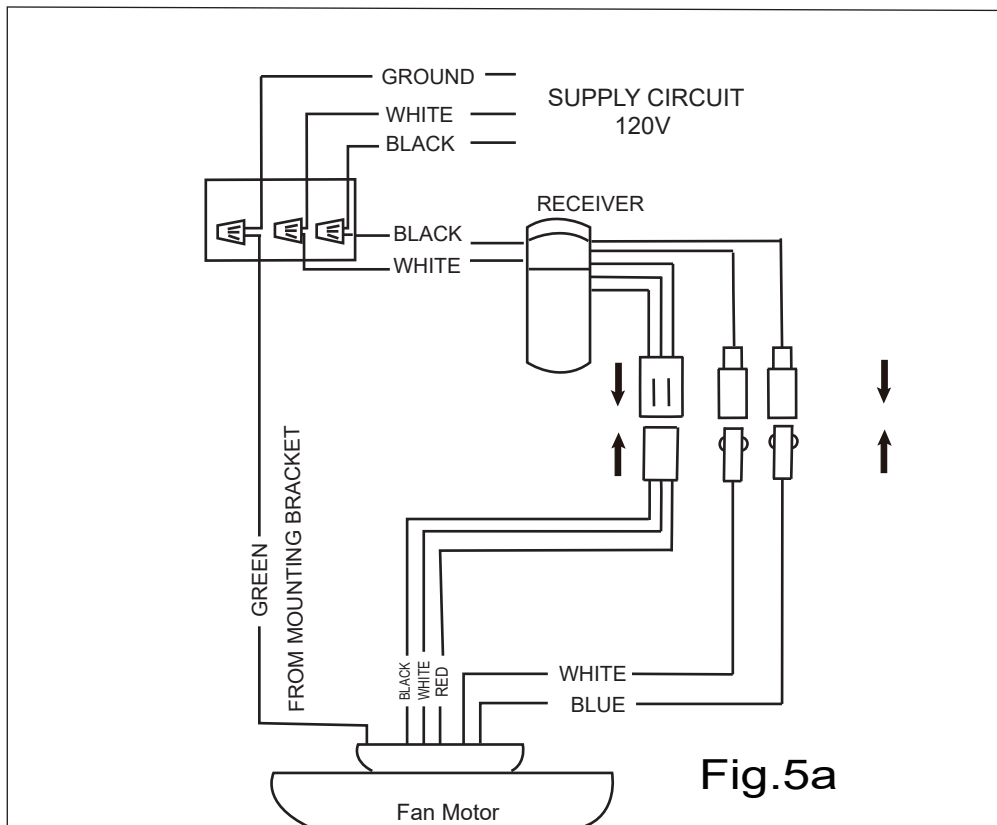 GROUND
WHITE
BLACK
SUPPLY CIRCUIT
120V
RECEIVER
BLACK
WHITE
GREEN
FROM MOUNTING BRACKET
BLACK
WHITE
RED
WHITE
BLUE
Fig.5a
Fan Motor